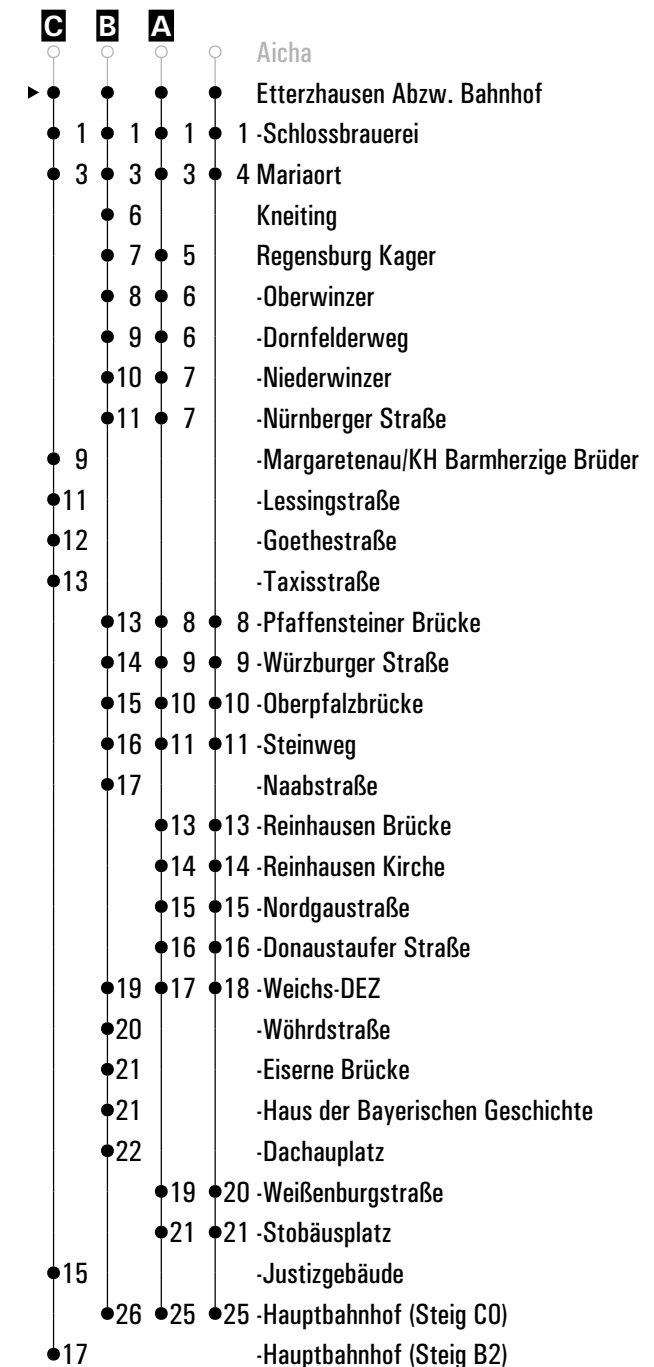 C B A
Aicha
Etterzhausen Abzw. Bahnhof
1 1 1 1 -Schlossbrauerei
3 3 3 4 Mariaort
6 Kneiting
7 5 Regensburg Kager
8 6 -Oberwinzer
9 6 -Dornfelderweg
10 7 -Niederwinzer
11 7 -Nürnberger Straße
9 -Margaretenau/KH Barmherzige Brüder
11 -Lessingstraße
12 -Goethestraße
13 -Taxisstraße
13 8 8 -Pfaffensteiner Brücke
14 9 9 -Würzburger Straße
15 10 10 -Oberpfalzbrücke
16 11 11 -Steinweg
17 -Naabstraße
13 13 -Reinhausen Brücke
14 14 -Reinhausen Kirche
15 15 -Nordgaustraße
16 16 -Donaustaufer Straße
19 17 18 -Weichs-DEZ
20 -Wöhrdstraße
21 -Eiserne Brücke
21 -Haus der Bayerischen Geschichte
22 -Dachauplatz
19 20 -Weißenburgstraße
21 21 -Stobäusplatz
15 -Justizgebäude
26 25 25 -Hauptbahnhof (Steig C0)
17 -Hauptbahnhof (Steig B2)